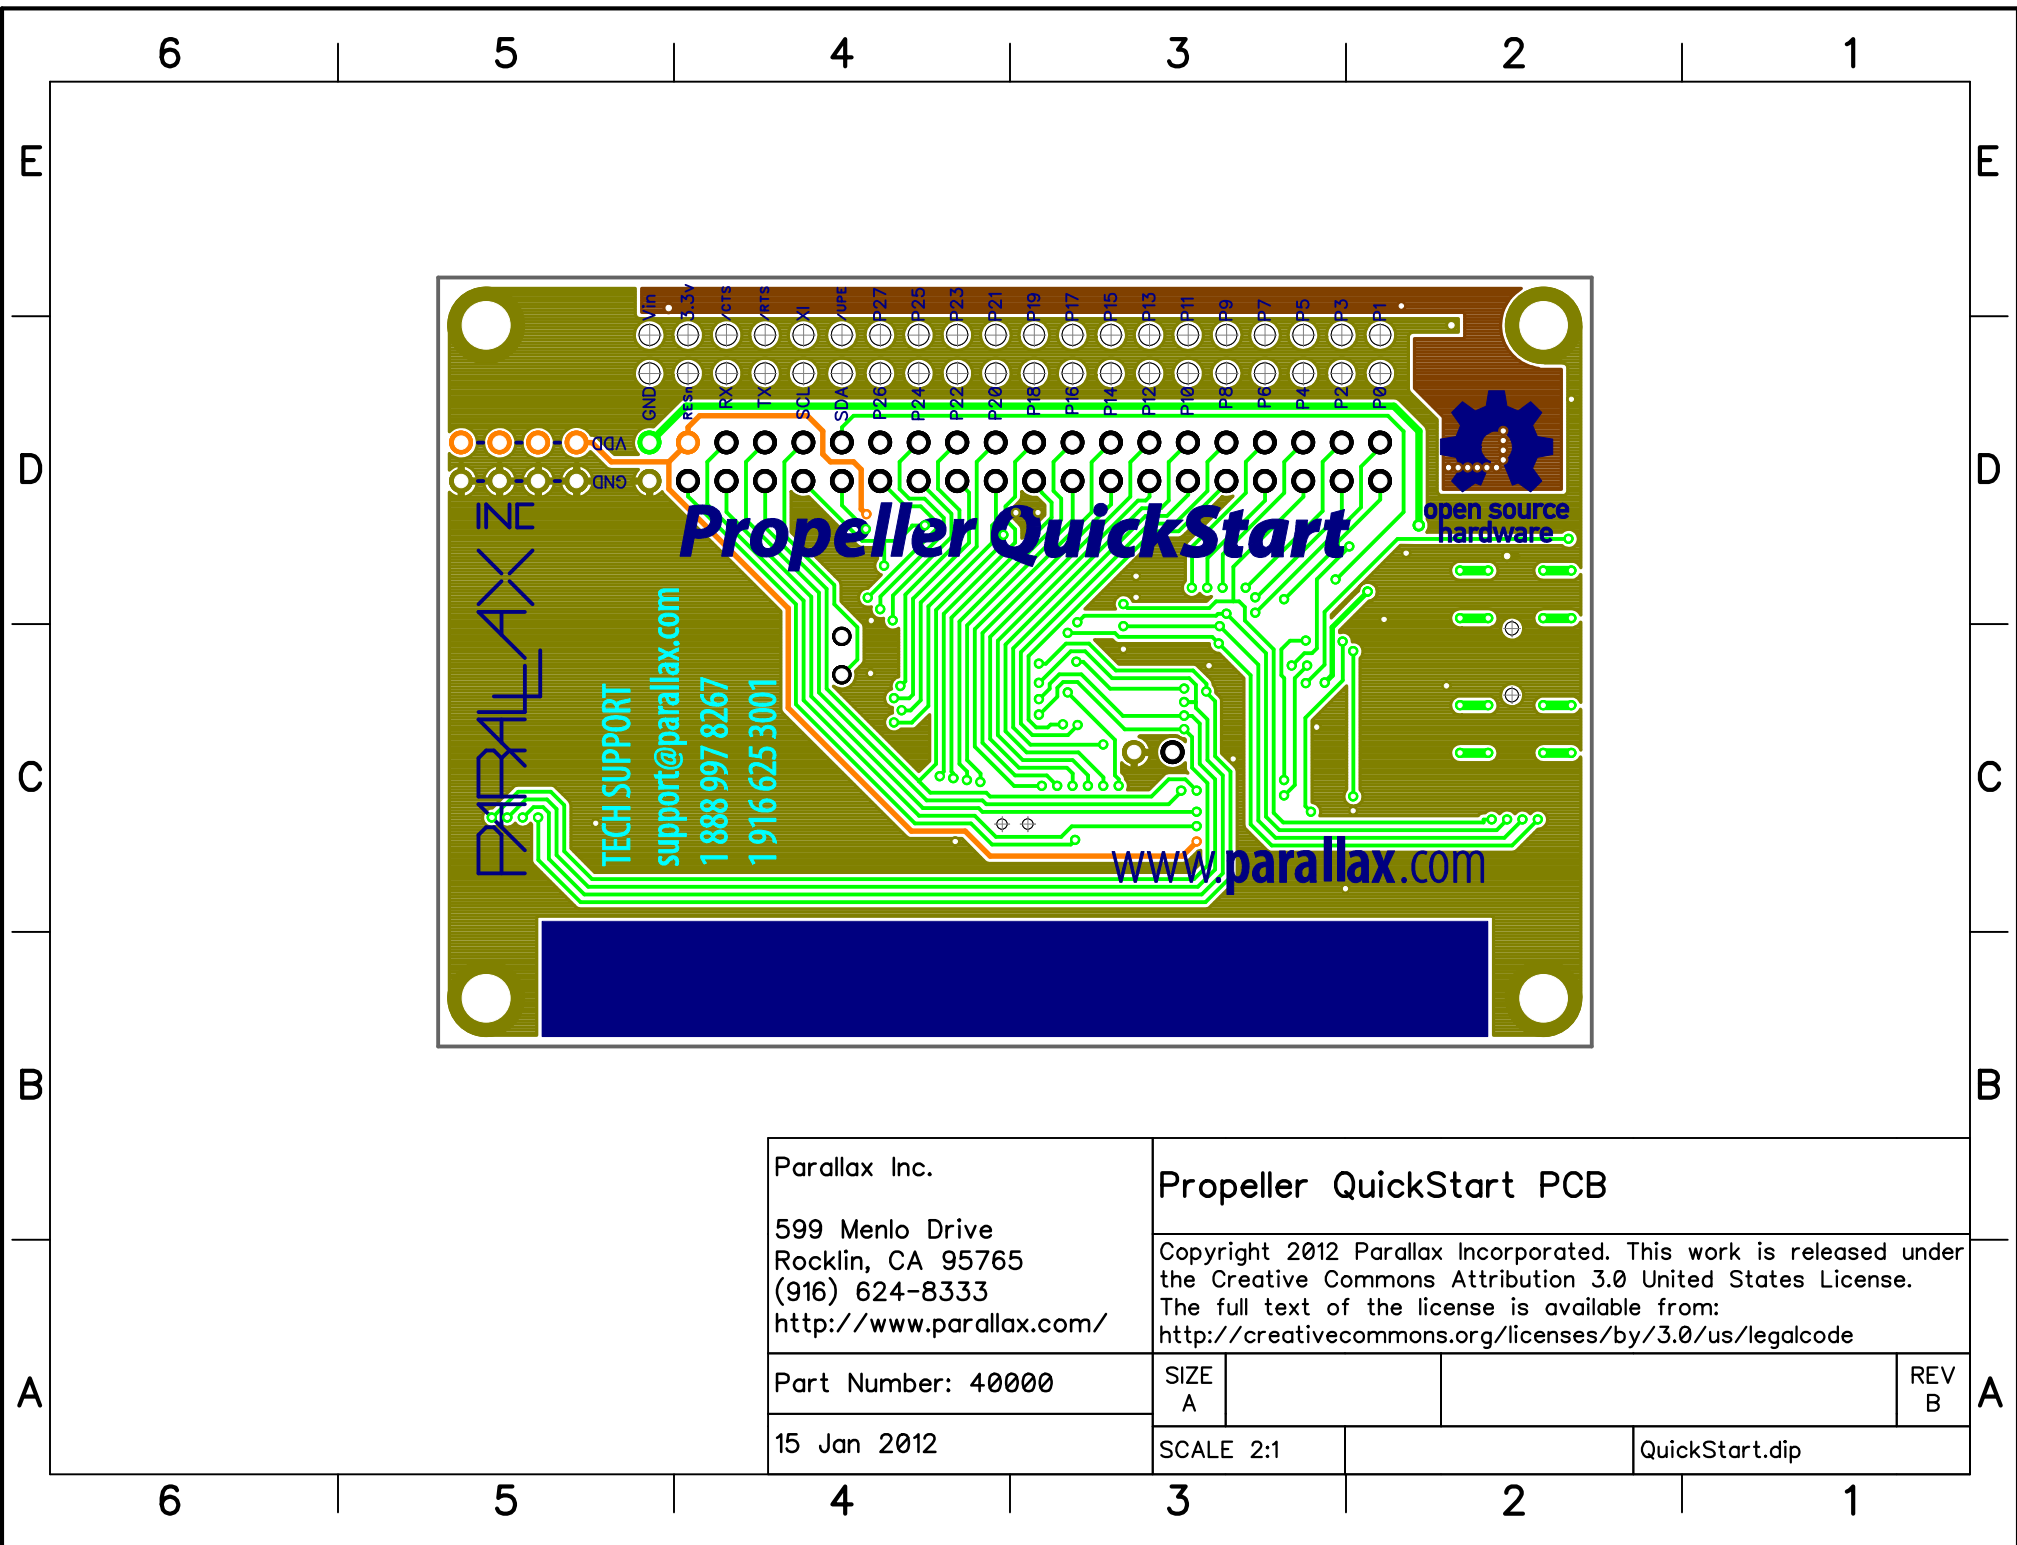 6 5 4 3 2 1
E E
Vin 3.3v /CTS /RTS XI /UPE P27 P25 P23 P21 P19 P17 P15 P13 P11 P9 P7 P5 P3 P1
GND RESn RX TX SCL SDA P26 P24 P22 P20 P18 P16 P14 P12 P10 P8 P6 P4 P2 P0
VDD
GND
D D
Propeller QuickStart
open source
hardware
PARALLAX INC
TECH SUPPORT
support@parallax.com
1 888 997 8267
1 916 625 3001
C C
www.parallax.com
B B
Parallax Inc.
599 Menlo Drive
Rocklin, CA 95765
(916) 624-8333
http://www.parallax.com/
Part Number: 40000
15 Jan 2012
Propeller QuickStart PCB
Copyright 2012 Parallax Incorporated. This work is released under
the Creative Commons Attribution 3.0 United States License.
The full text of the license is available from:
http://creativecommons.org/licenses/by/3.0/us/legalcode
SIZE
A
REV
B
SCALE 2:1
QuickStart.dip
A A
6 5 4 3 2 1